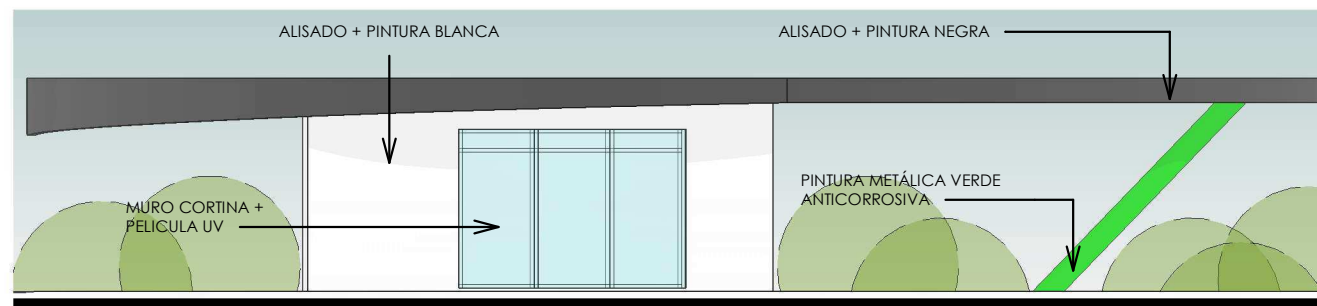 ALISADO + PINTURA BLANCA
ALISADO + PINTURA NEGRA
MURO CORTINA +
PELICULA UV
PINTURA METÁLICA VERDE
ANTICORROSIVA